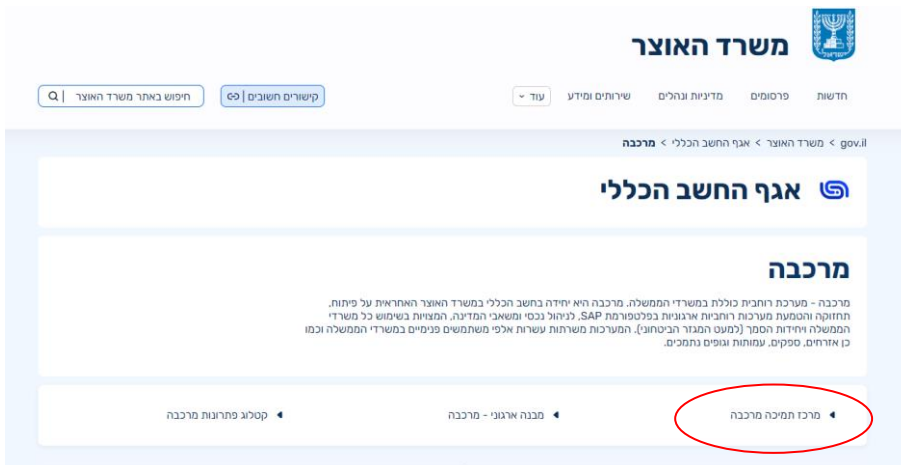 משרד האוצר
חדשות פרסומים מדיניות ונהלים שירותים ומידע עוד קישורים חשובים | חיפוש באתר משרד האוצר |
gov.il > משרד האוצר > אגף החשב הכללי > מרכבה
אגף החשב הכללי
מרכבה
מרכבה - מערכת רוחבית כוללת במשרדי הממשלה. מרכבה היא יחידה בחשב הכללי במשרד האוצר האחראית על פיתוח,
תחזוקה והטמעת מערכות רוחביות ארגוניות בפלטפורמת SAP, לניהול נכסי ומשאבי המדינה, המצויות בשימוש כל משרדי
הממשלה ויחידות הסמך (למעט המגזר הביטחוני). המערכות משרתות עשרות אלפי משתמשים פנימיים במשרדי הממשלה וכמו
כן אזרחים, ספקים, עמותות וגופים נתמכים.
מרכז תמיכה מרכבה מבנה ארגוני - מרכבה קטלוג פתרונות מרכבה